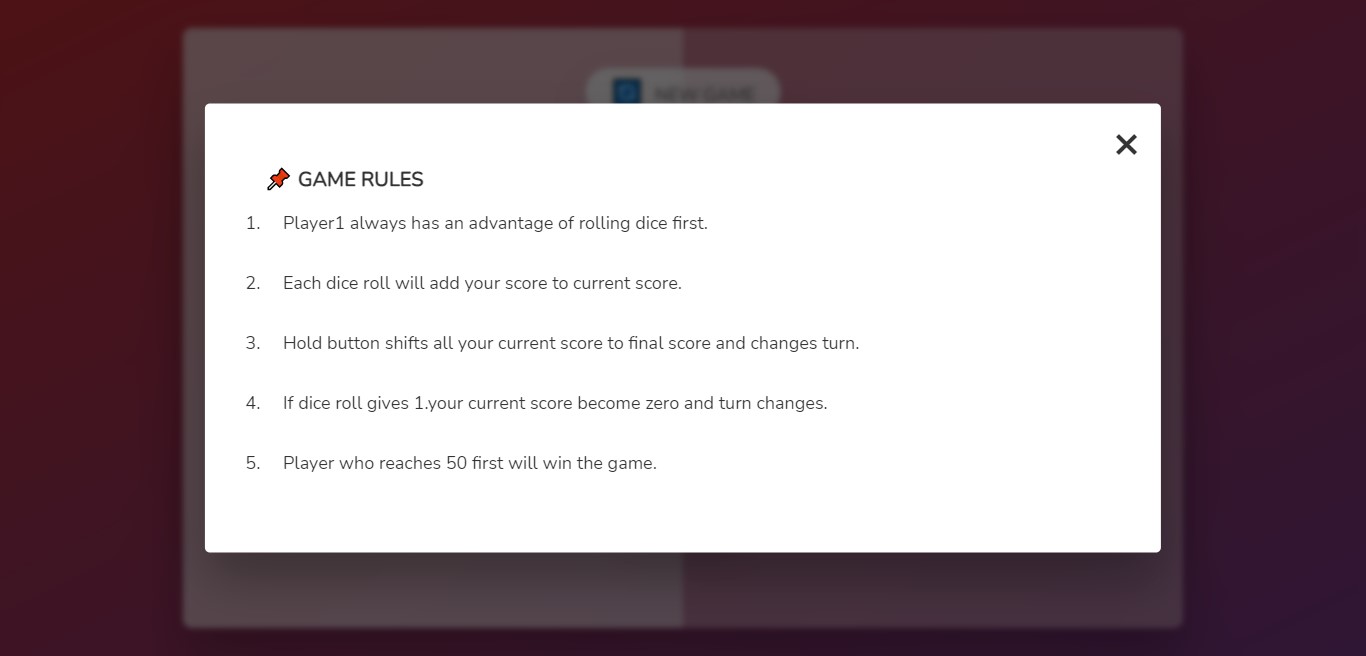 NEW GAME
📌 GAME RULES
1. Player1 always has an advantage of rolling dice first.
2. Each dice roll will add your score to current score.
3. Hold button shifts all your current score to final score and changes turn.
4. If dice roll gives 1.your current score become zero and turn changes.
5. Player who reaches 50 first will win the game.